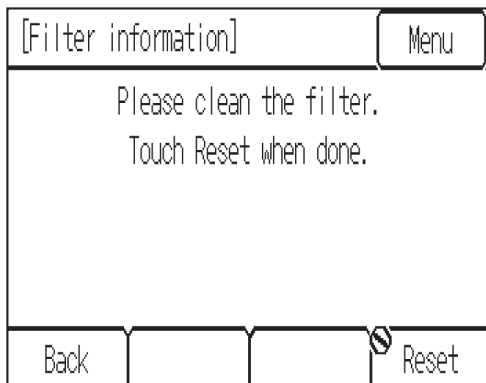 [Filter information]
Menu
Please clean the filter.
Touch Reset when done.
Back
Reset